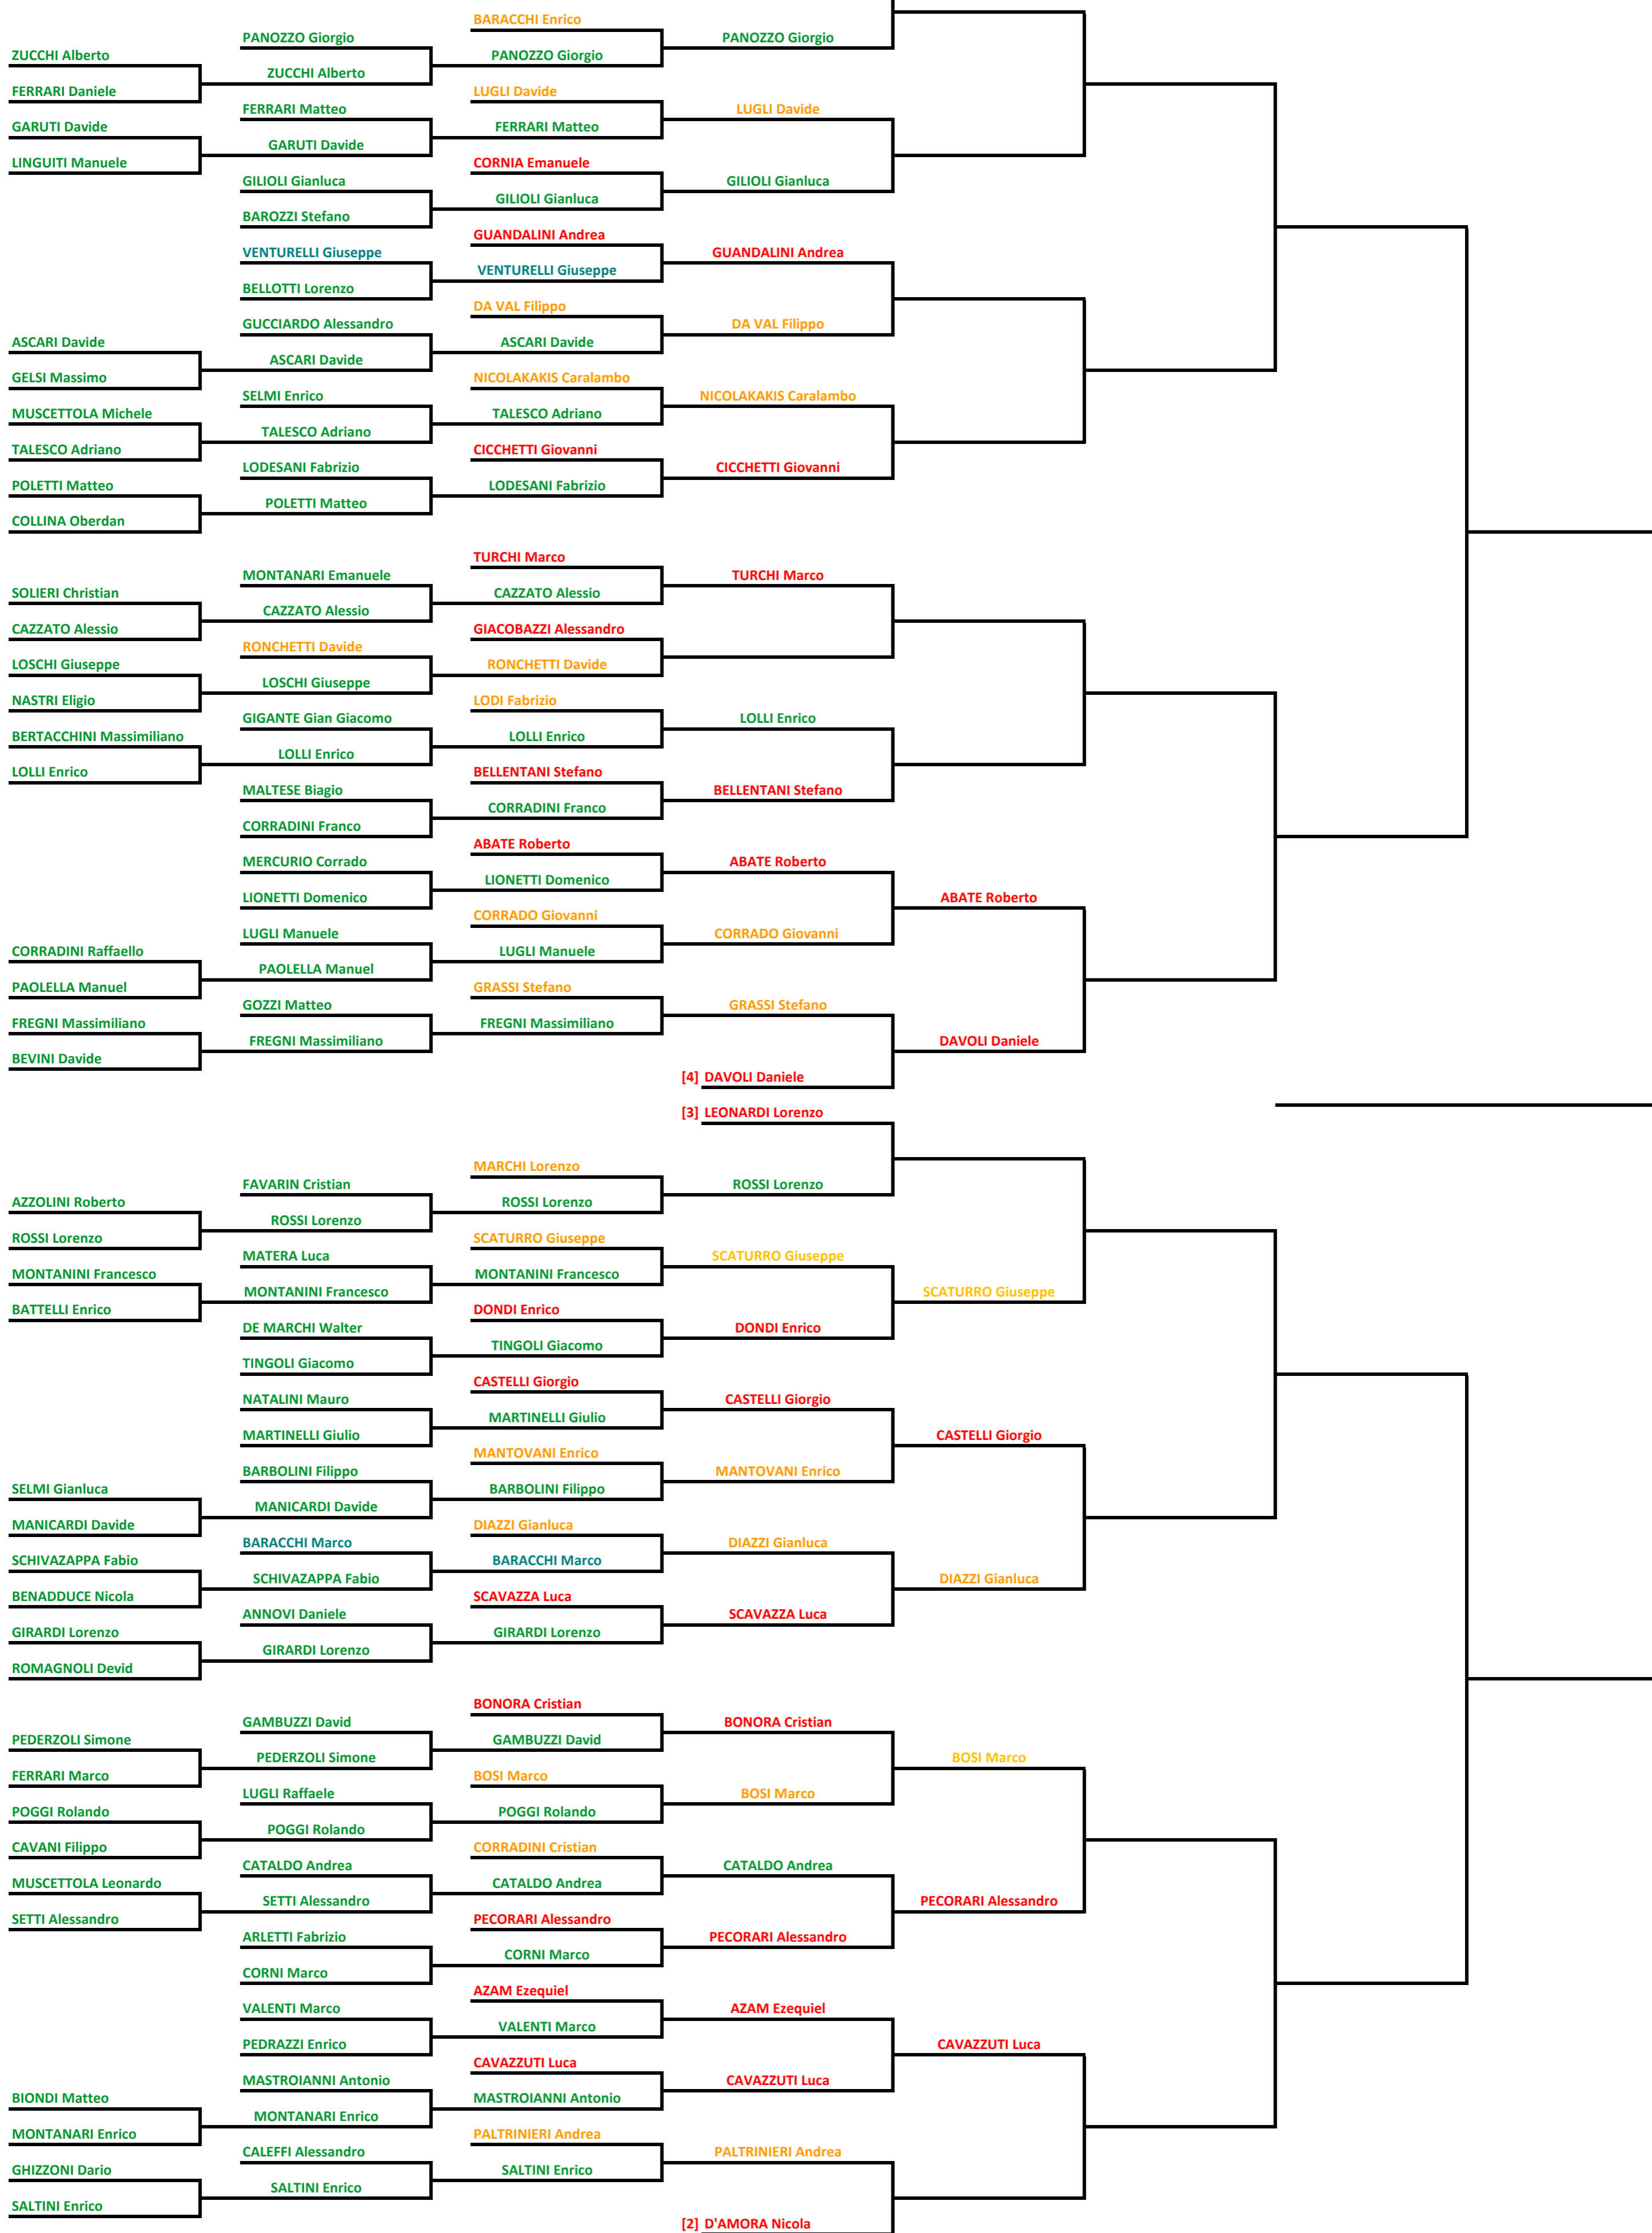 BARACCHI Enrico
PANOZZO Giorgio
PANOZZO Giorgio
ZUCCHI Alberto
PANOZZO Giorgio
ZUCCHI Alberto
FERRARI Daniele
LUGLI Davide
FERRARI Matteo
LUGLI Davide
GARUTI Davide
FERRARI Matteo
GARUTI Davide
LINGUITI Manuele
CORNIA Emanuele
GILIOLI Gianluca
GILIOLI Gianluca
GILIOLI Gianluca
BAROZZI Stefano
GUANDALINI Andrea
VENTURELLI Giuseppe
GUANDALINI Andrea
VENTURELLI Giuseppe
BELLOTTI Lorenzo
DA VAL Filippo
GUCCIARDO Alessandro
DA VAL Filippo
ASCARI Davide
ASCARI Davide
ASCARI Davide
GELSI Massimo
NICOLAKAKIS Caralambo
SELMI Enrico
NICOLAKAKIS Caralambo
MUSCETTOLA Michele
TALESCO Adriano
TALESCO Adriano
TALESCO Adriano
CICCHETTI Giovanni
LODESANI Fabrizio
CICCHETTI Giovanni
POLETTI Matteo
LODESANI Fabrizio
POLETTI Matteo
COLLINA Oberdan
TURCHI Marco
MONTANARI Emanuele
TURCHI Marco
SOLIERI Christian
CAZZATO Alessio
CAZZATO Alessio
CAZZATO Alessio
GIACOBAZZI Alessandro
RONCHETTI Davide
LOSCHI Giuseppe
RONCHETTI Davide
LOSCHI Giuseppe
NASTRI Eligio
LODI Fabrizio
GIGANTE Gian Giacomo
LOLLI Enrico
BERTACCHINI Massimiliano
LOLLI Enrico
LOLLI Enrico
LOLLI Enrico
BELLENTANI Stefano
MALTESE Biagio
BELLENTANI Stefano
CORRADINI Franco
CORRADINI Franco
ABATE Roberto
MERCURIO Corrado
ABATE Roberto
LIONETTI Domenico
LIONETTI Domenico
ABATE Roberto
CORRADO Giovanni
LUGLI Manuele
CORRADO Giovanni
CORRADINI Raffaello
LUGLI Manuele
PAOLELLA Manuel
PAOLELLA Manuel
GRASSI Stefano
GOZZI Matteo
GRASSI Stefano
FREGNI Massimiliano
FREGNI Massimiliano
FREGNI Massimiliano
DAVOLI Daniele
BEVINI Davide
[4] DAVOLI Daniele
[3] LEONARDI Lorenzo
MARCHI Lorenzo
FAVARIN Cristian
ROSSI Lorenzo
AZZOLINI Roberto
ROSSI Lorenzo
ROSSI Lorenzo
ROSSI Lorenzo
SCATURRO Giuseppe
MATERA Luca
SCATURRO Giuseppe
MONTANINI Francesco
MONTANINI Francesco
MONTANINI Francesco
SCATURRO Giuseppe
BATTELLI Enrico
DONDI Enrico
DE MARCHI Walter
DONDI Enrico
TINGOLI Giacomo
TINGOLI Giacomo
CASTELLI Giorgio
NATALINI Mauro
CASTELLI Giorgio
MARTINELLI Giulio
MARTINELLI Giulio
CASTELLI Giorgio
MANTOVANI Enrico
BARBOLINI Filippo
MANTOVANI Enrico
SELMI Gianluca
BARBOLINI Filippo
MANICARDI Davide
MANICARDI Davide
DIAZZI Gianluca
BARACCHI Marco
DIAZZI Gianluca
SCHIVAZAPPA Fabio
BARACCHI Marco
SCHIVAZAPPA Fabio
DIAZZI Gianluca
BENADDUCE Nicola
SCAVAZZA Luca
ANNOVI Daniele
SCAVAZZA Luca
GIRARDI Lorenzo
GIRARDI Lorenzo
GIRARDI Lorenzo
ROMAGNOLI Devid
BONORA Cristian
GAMBUZZI David
BONORA Cristian
PEDERZOLI Simone
GAMBUZZI David
PEDERZOLI Simone
BOSI Marco
FERRARI Marco
BOSI Marco
LUGLI Raffaele
BOSI Marco
POGGI Rolando
POGGI Rolando
POGGI Rolando
CAVANI Filippo
CORRADINI Cristian
CATALDO Andrea
CATALDO Andrea
MUSCETTOLA Leonardo
CATALDO Andrea
SETTI Alessandro
PECORARI Alessandro
SETTI Alessandro
PECORARI Alessandro
ARLETTI Fabrizio
PECORARI Alessandro
CORNI Marco
CORNI Marco
AZAM Ezequiel
VALENTI Marco
AZAM Ezequiel
VALENTI Marco
PEDRAZZI Enrico
CAVAZZUTI Luca
CAVAZZUTI Luca
MASTROIANNI Antonio
CAVAZZUTI Luca
BIONDI Matteo
MASTROIANNI Antonio
MONTANARI Enrico
MONTANARI Enrico
PALTRINIERI Andrea
CALEFFI Alessandro
PALTRINIERI Andrea
GHIZZONI Dario
SALTINI Enrico
SALTINI Enrico
SALTINI Enrico
[2] D'AMORA Nicola